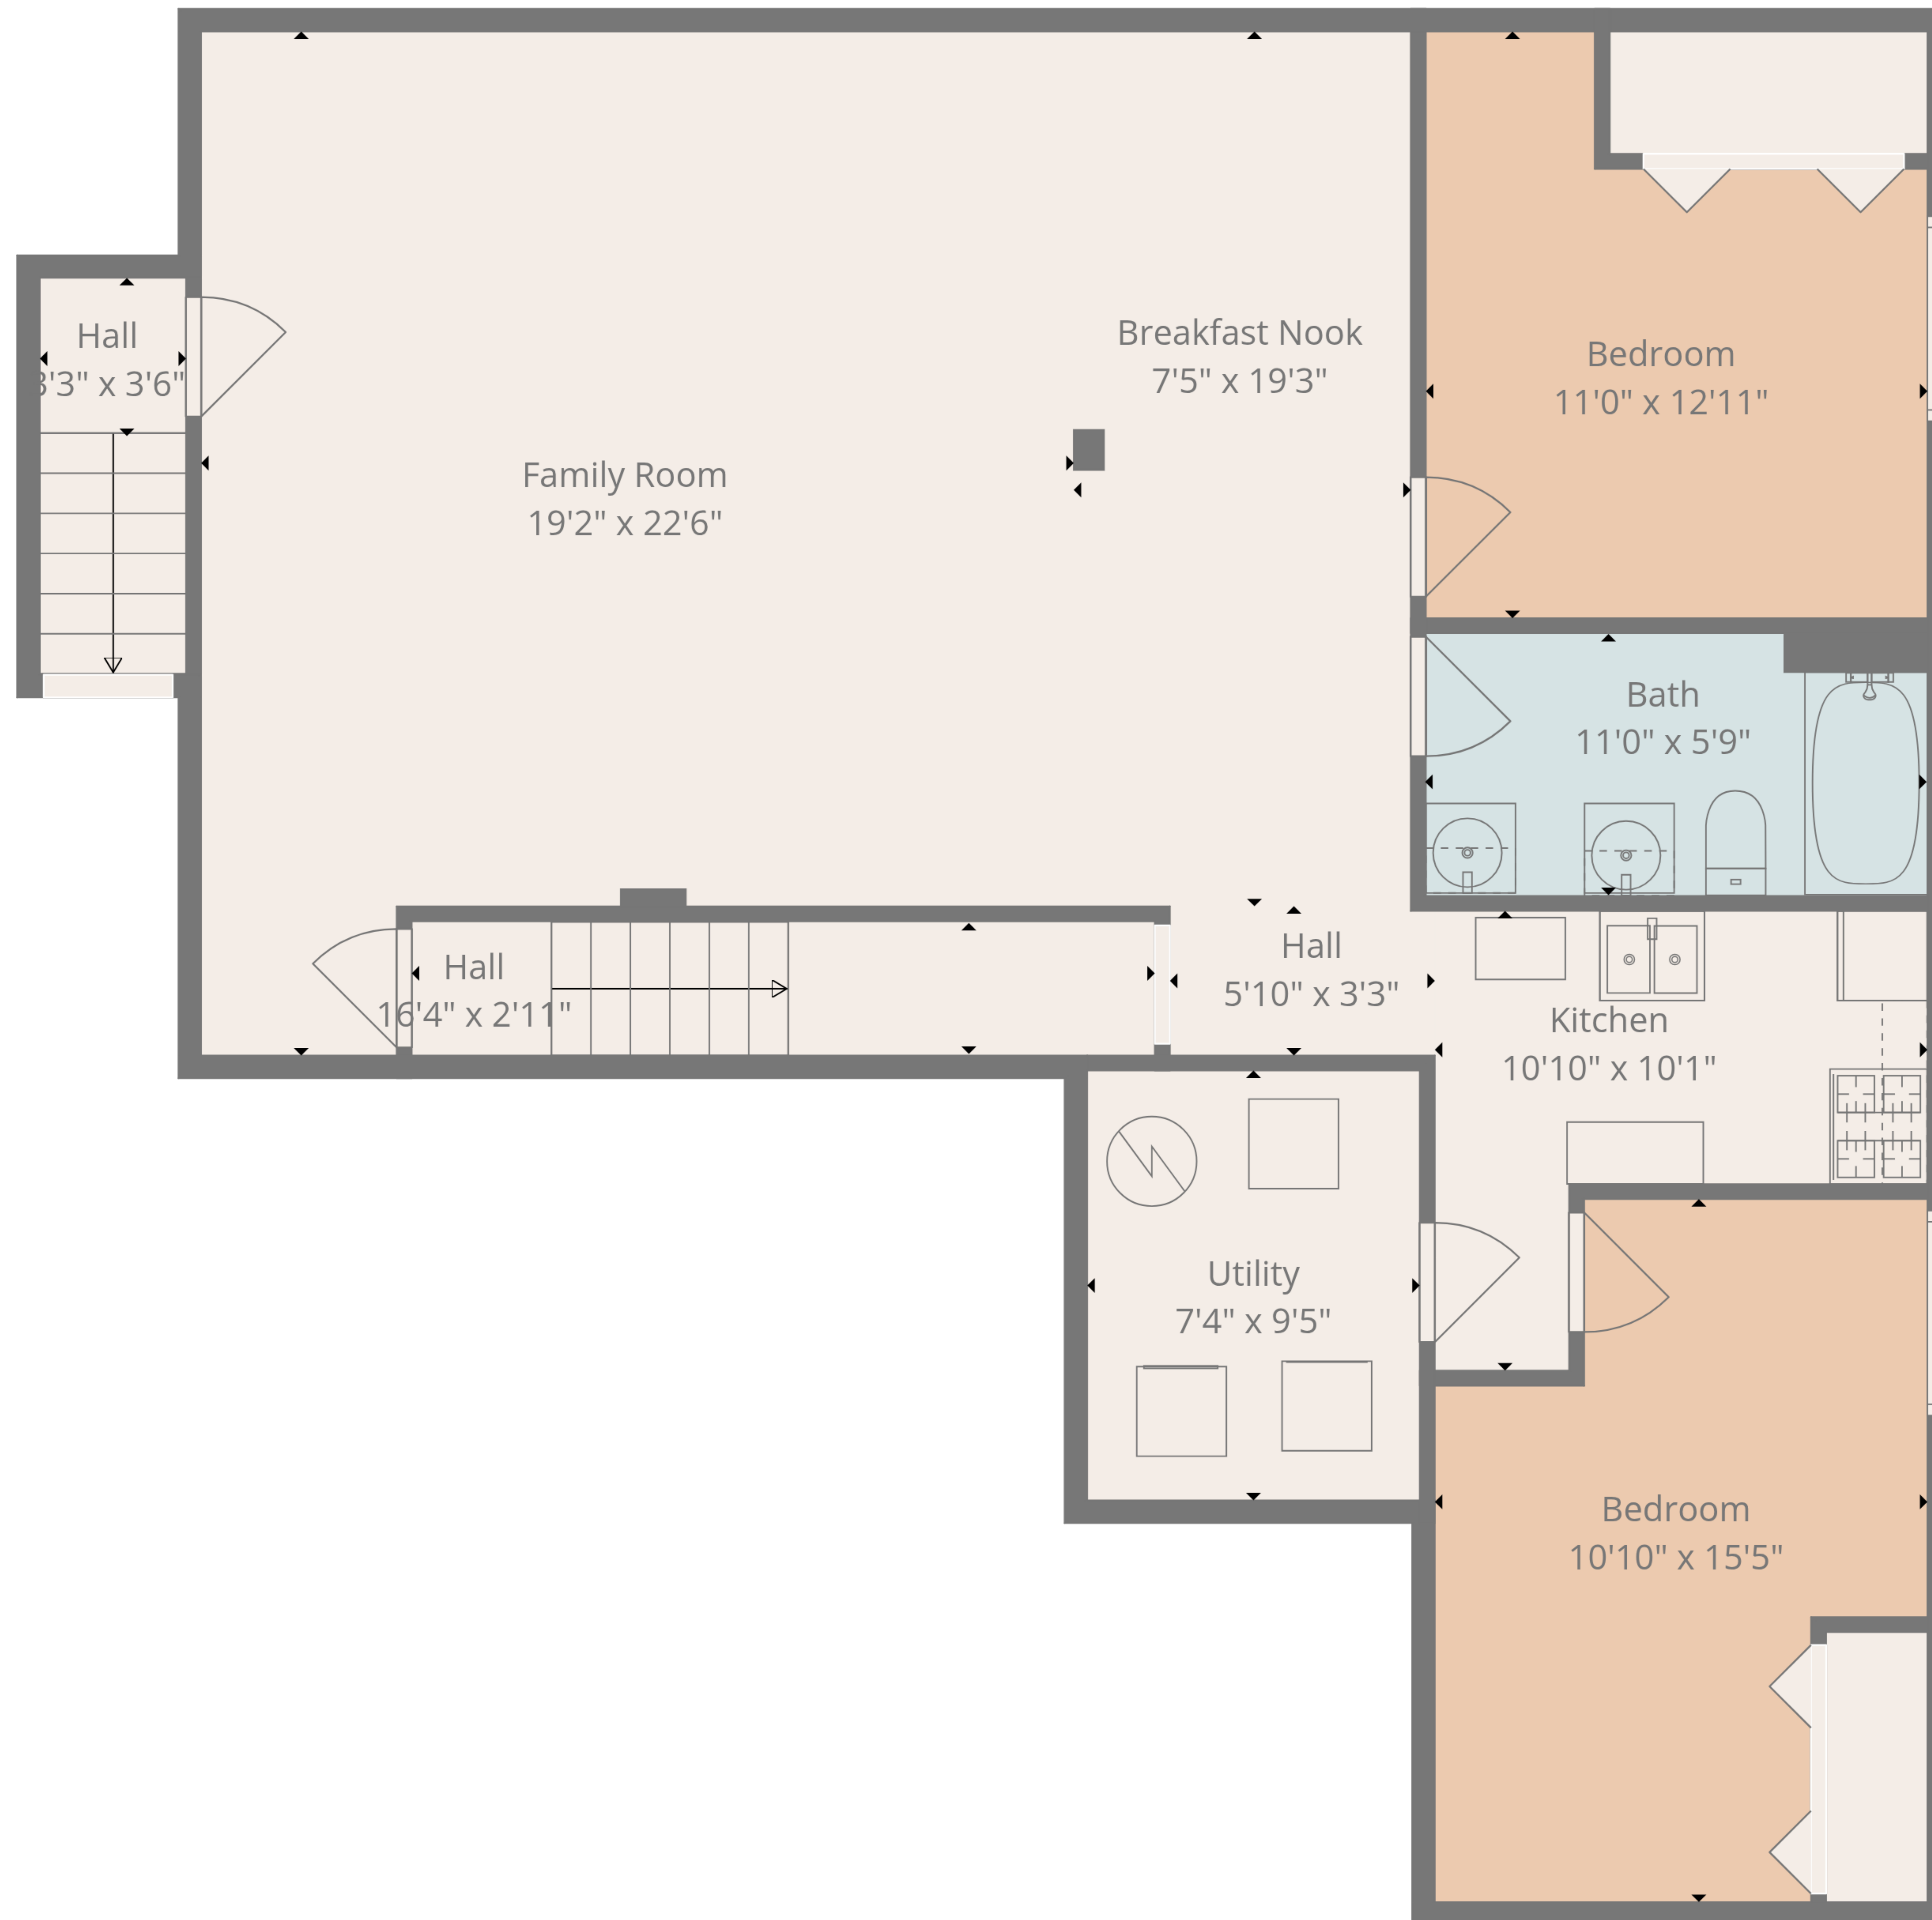 Hall
3'3" x 3'6"
Breakfast Nook
7'5" x 19'3"
Bedroom
11'0" x 12'11"
Family Room
19'2" x 22'6"
Bath
11'0" x 5'9"
Hall
16'4" x 2'11"
Hall
5'10" x 3'3"
Kitchen
10'10" x 10'1"
Utility
7'4" x 9'5"
Bedroom
10'10" x 15'5"